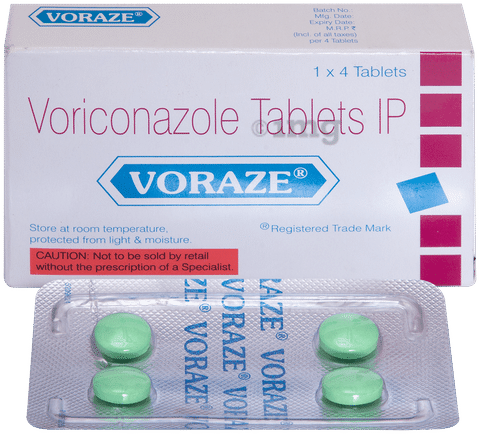 VORAZE®
Batch No.:
Mfg. Date:
Expiry Date:
M.R.P. ₹
(Incl. of all taxes)
per 4 Tablets
1 x 4 Tablets
Voriconazole Tablets IP
1mg
VORAZE®
Store at room temperature,
protected from light & moisture.
®Registered Trade Mark
CAUTION: Not to be sold by retail
without the prescription of a Specialist.
VORAZE®
VORAZE®
VORAZE®